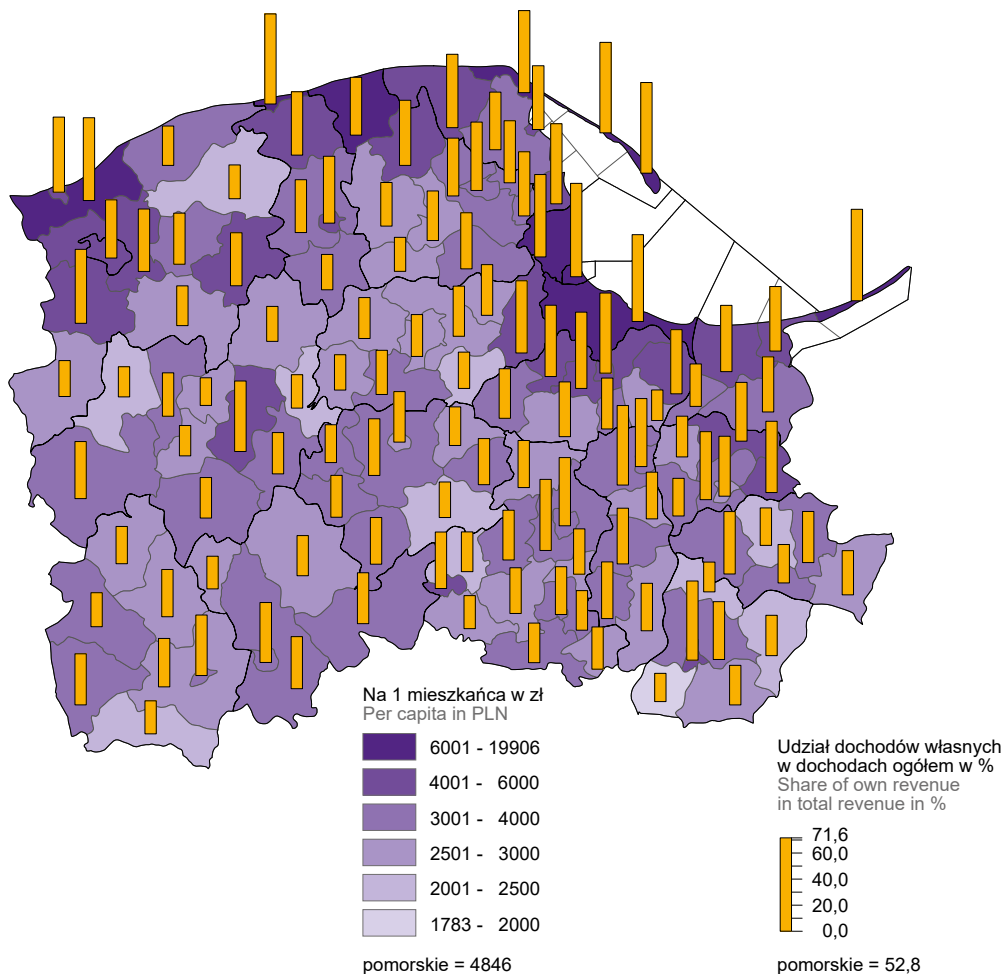 Na 1 mieszkańca w zł
Per capita in PLN
6001 - 19906
4001 - 6000
3001 - 4000
2501 - 3000
2001 - 2500
1783 - 2000
pomorskie = 4846
Udział dochodów własnych
w dochodach ogółem w %
Share of own revenue
in total revenue in %
71,6
60,0
40,0
20,0
0,0
pomorskie = 52,8